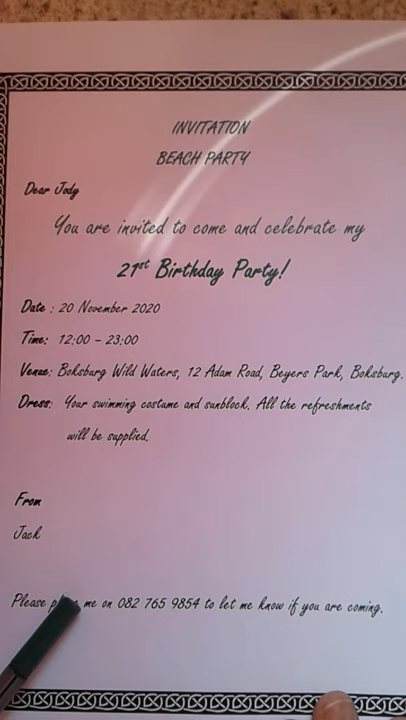 INVITATION
BEACH PARTY
Dear Jody
You are invited to come and celebrate my
21st Birthday Party!
Date : 20 November 2020
Time: 12:00 – 23:00
Venue: Boksburg Wild Waters, 12 Adam Road, Beyers Park, Boksburg.
Dress: Your swimming costume and sunblock. All the refreshments
will be supplied.
From
Jack
Please me on 082 765 9854 to let me know if you are coming.